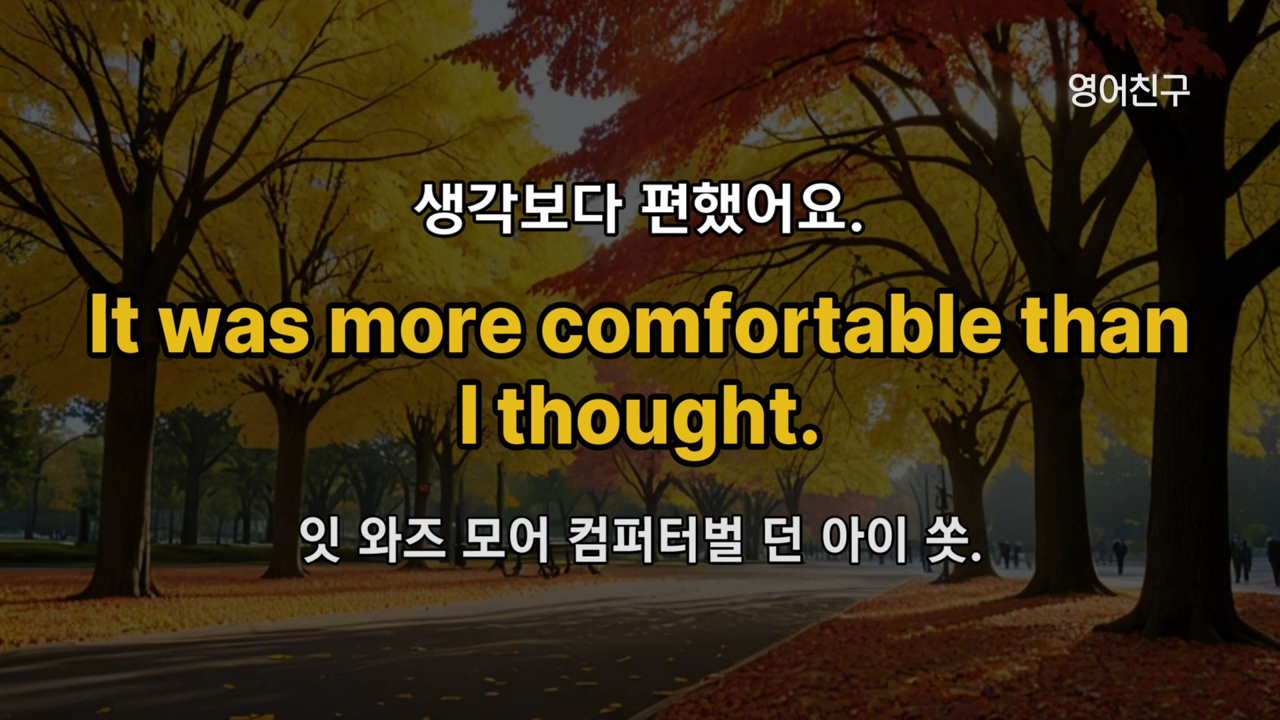 영어친구
생각보다 편했어요.
It was more comfortable than
I thought.
잇 와즈 모어 컴퍼터벌 던 아이 쏫.